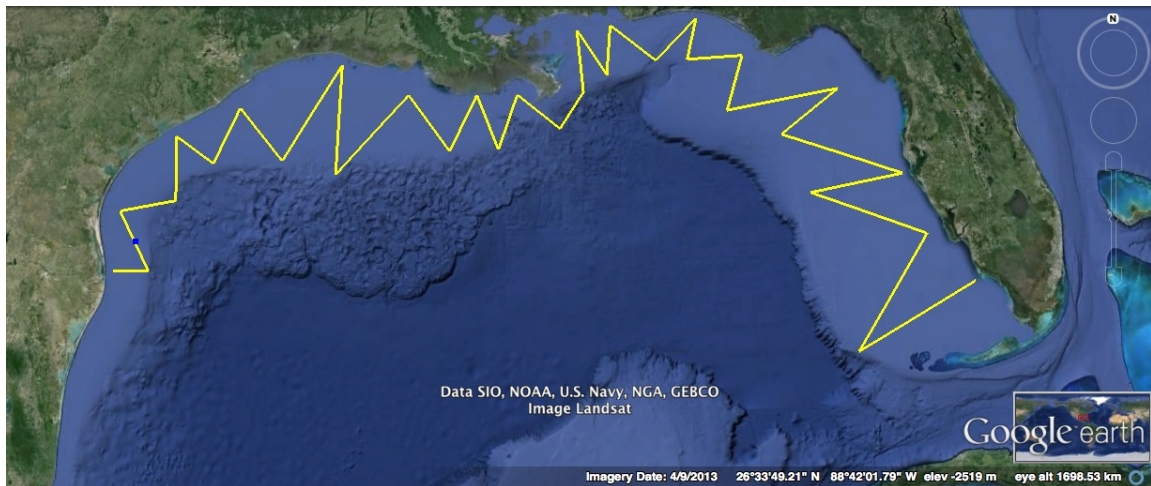 N
Data SIO, NOAA, U.S. Navy, NGA, GEBCO
Image Landsat
Google earth
Imagery Date: 4/9/2013 26°33'49.21" N 88°42'01.79" W elev -2519 m eye alt 1698.53 km